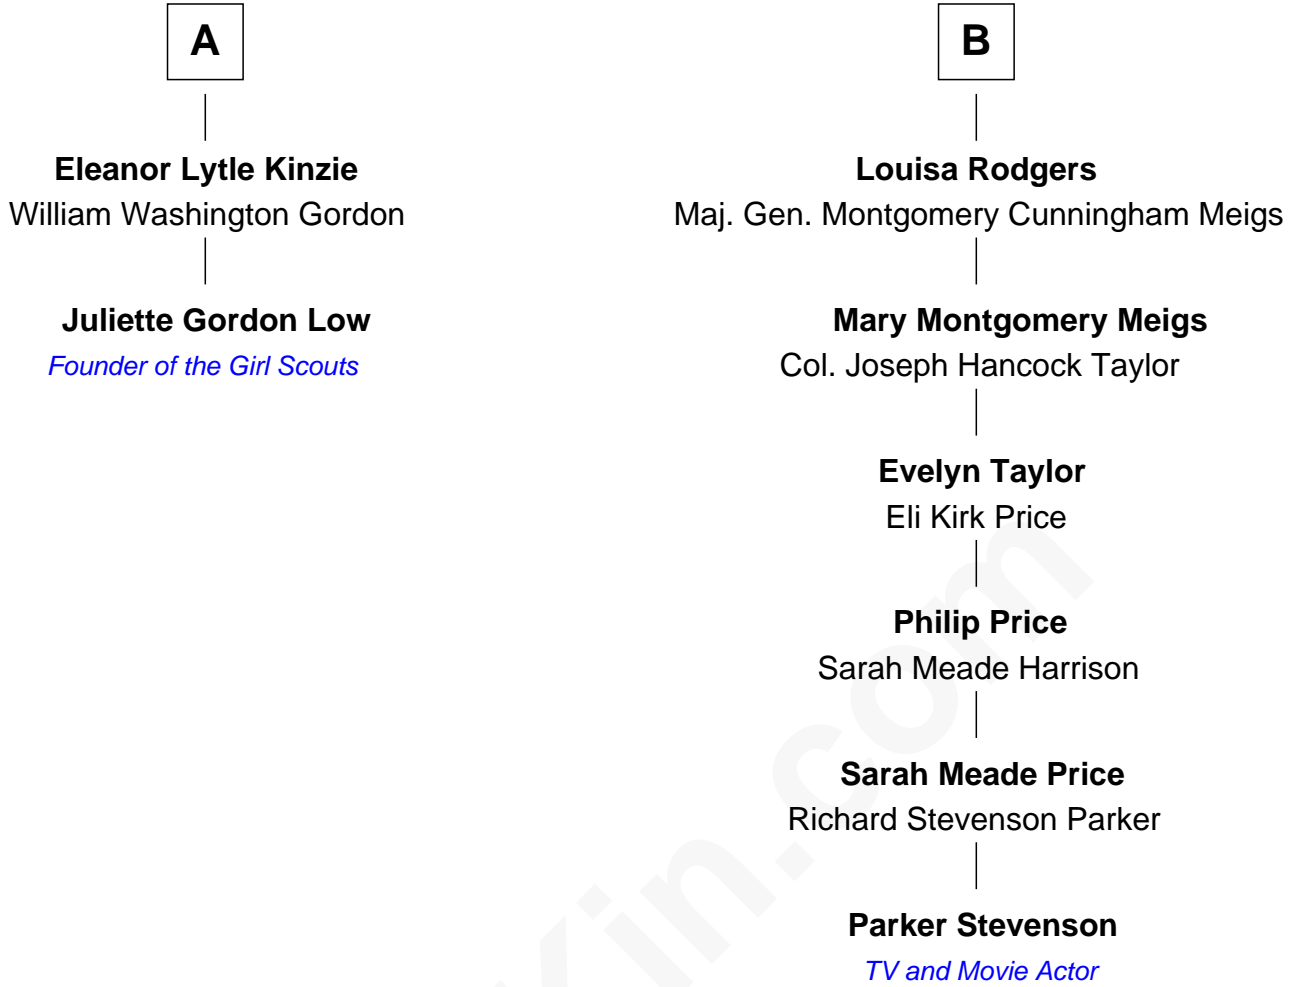 A
Eleanor Lytle Kinzie
William Washington Gordon
Juliette Gordon Low
Founder of the Girl Scouts
B
Louisa Rodgers
Maj. Gen. Montgomery Cunningham Meigs
Mary Montgomery Meigs
Col. Joseph Hancock Taylor
Evelyn Taylor
Eli Kirk Price
Philip Price
Sarah Meade Harrison
Sarah Meade Price
Richard Stevenson Parker
Parker Stevenson
TV and Movie Actor
Kin.com